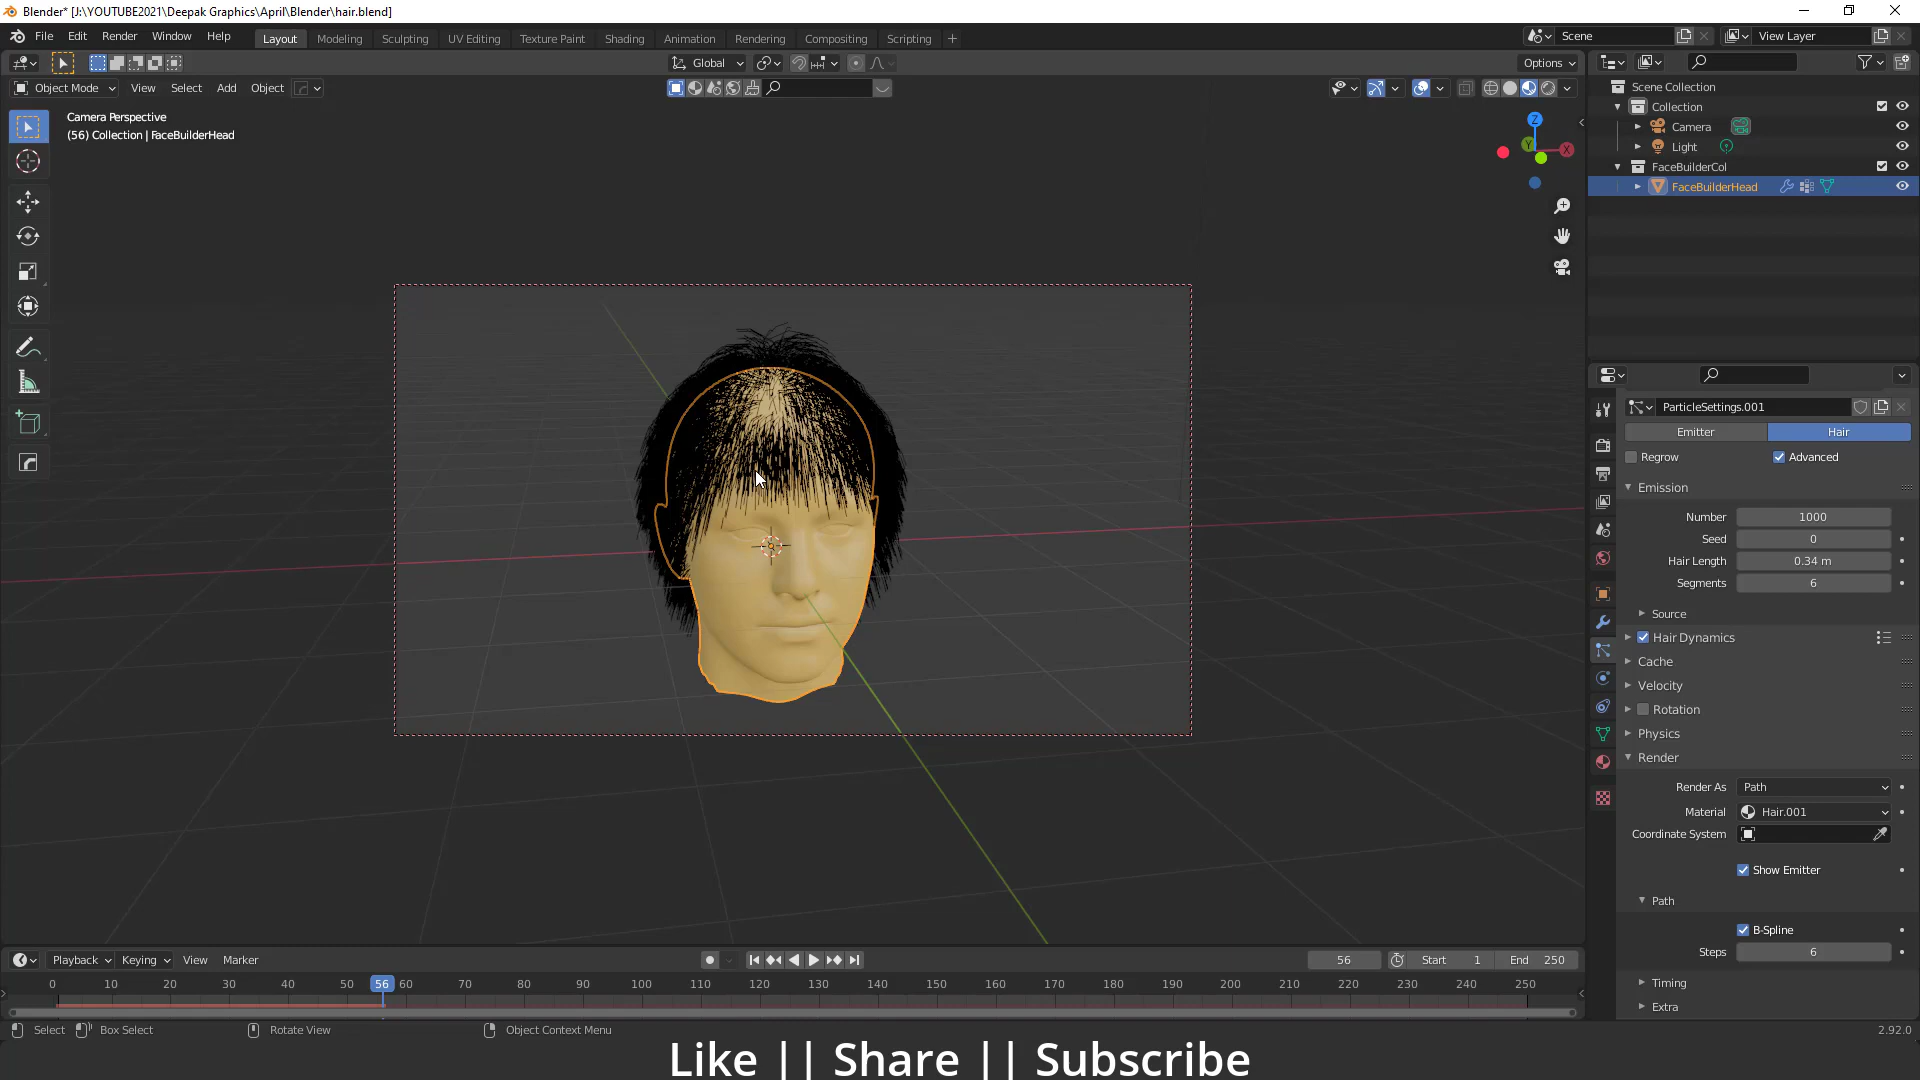 Blender* [J:\YOUTUBE2021\Deepak Graphics\April\Blender\hair.blend]
File Edit Render Window Help Layout Modeling Sculpting UV Editing Texture Paint Shading Animation Rendering Compositing Scripting Scene View Layer
Global Options
Object Mode View Select Add Object
Camera Perspective
(56) Collection | FaceBuilderHead
Z
Y
X
Scene Collection
Collection
Camera
Light
FaceBuilderCol
FaceBuilderHead
ParticleSettings.001
Emitter Hair
Regrow Advanced
Emission
Number 1000
Seed 0
Hair Length 0.34 m
Segments 6
Source
Hair Dynamics
Cache
Velocity
Rotation
Physics
Render
Render As Path
Material Hair.001
Coordinate System
Show Emitter
Path
B-Spline
Steps 6
Timing
Extra
Playback Keying View Marker 56 Start 1 End 250
0 10 20 30 40 50 56 60 70 80 90 100 110 120 130 140 150 160 170 180 190 200 210 220 230 240 250
Select Box Select Rotate View Object Context Menu 2.92.0
Like || Share || Subscribe